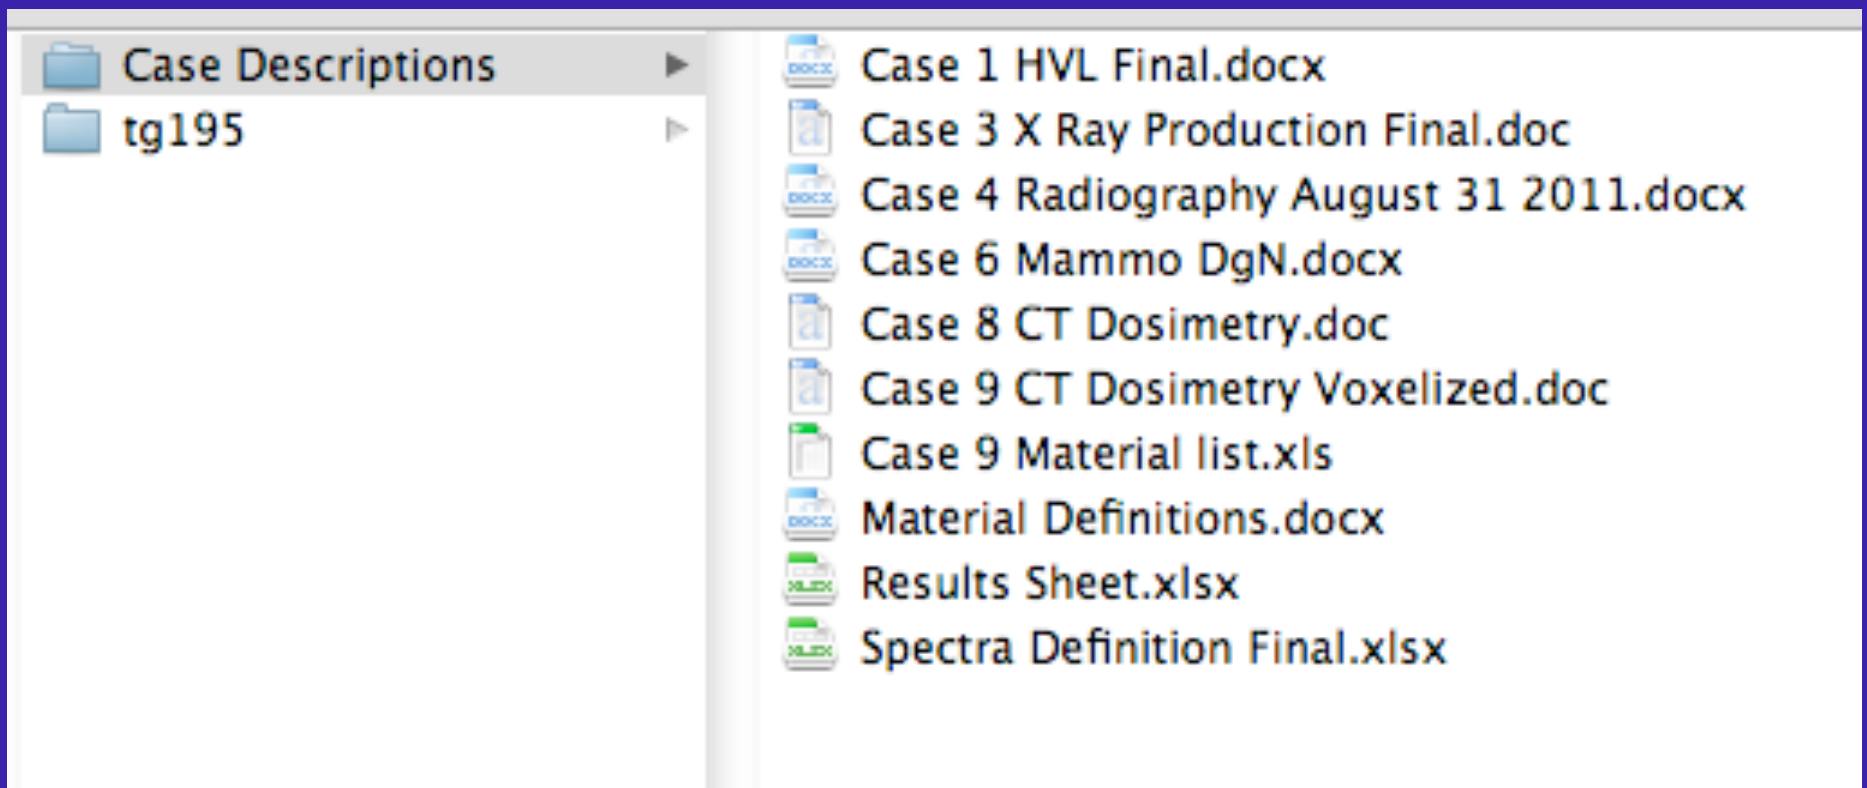 Case Descriptions
tg195
Case 1 HVL Final.docx
Case 3 X Ray Production Final.doc
Case 4 Radiography August 31 2011.docx
Case 6 Mammo DgN.docx
Case 8 CT Dosimetry.doc
Case 9 CT Dosimetry Voxelized.doc
Case 9 Material list.xls
Material Definitions.docx
Results Sheet.xlsx
Spectra Definition Final.xlsx